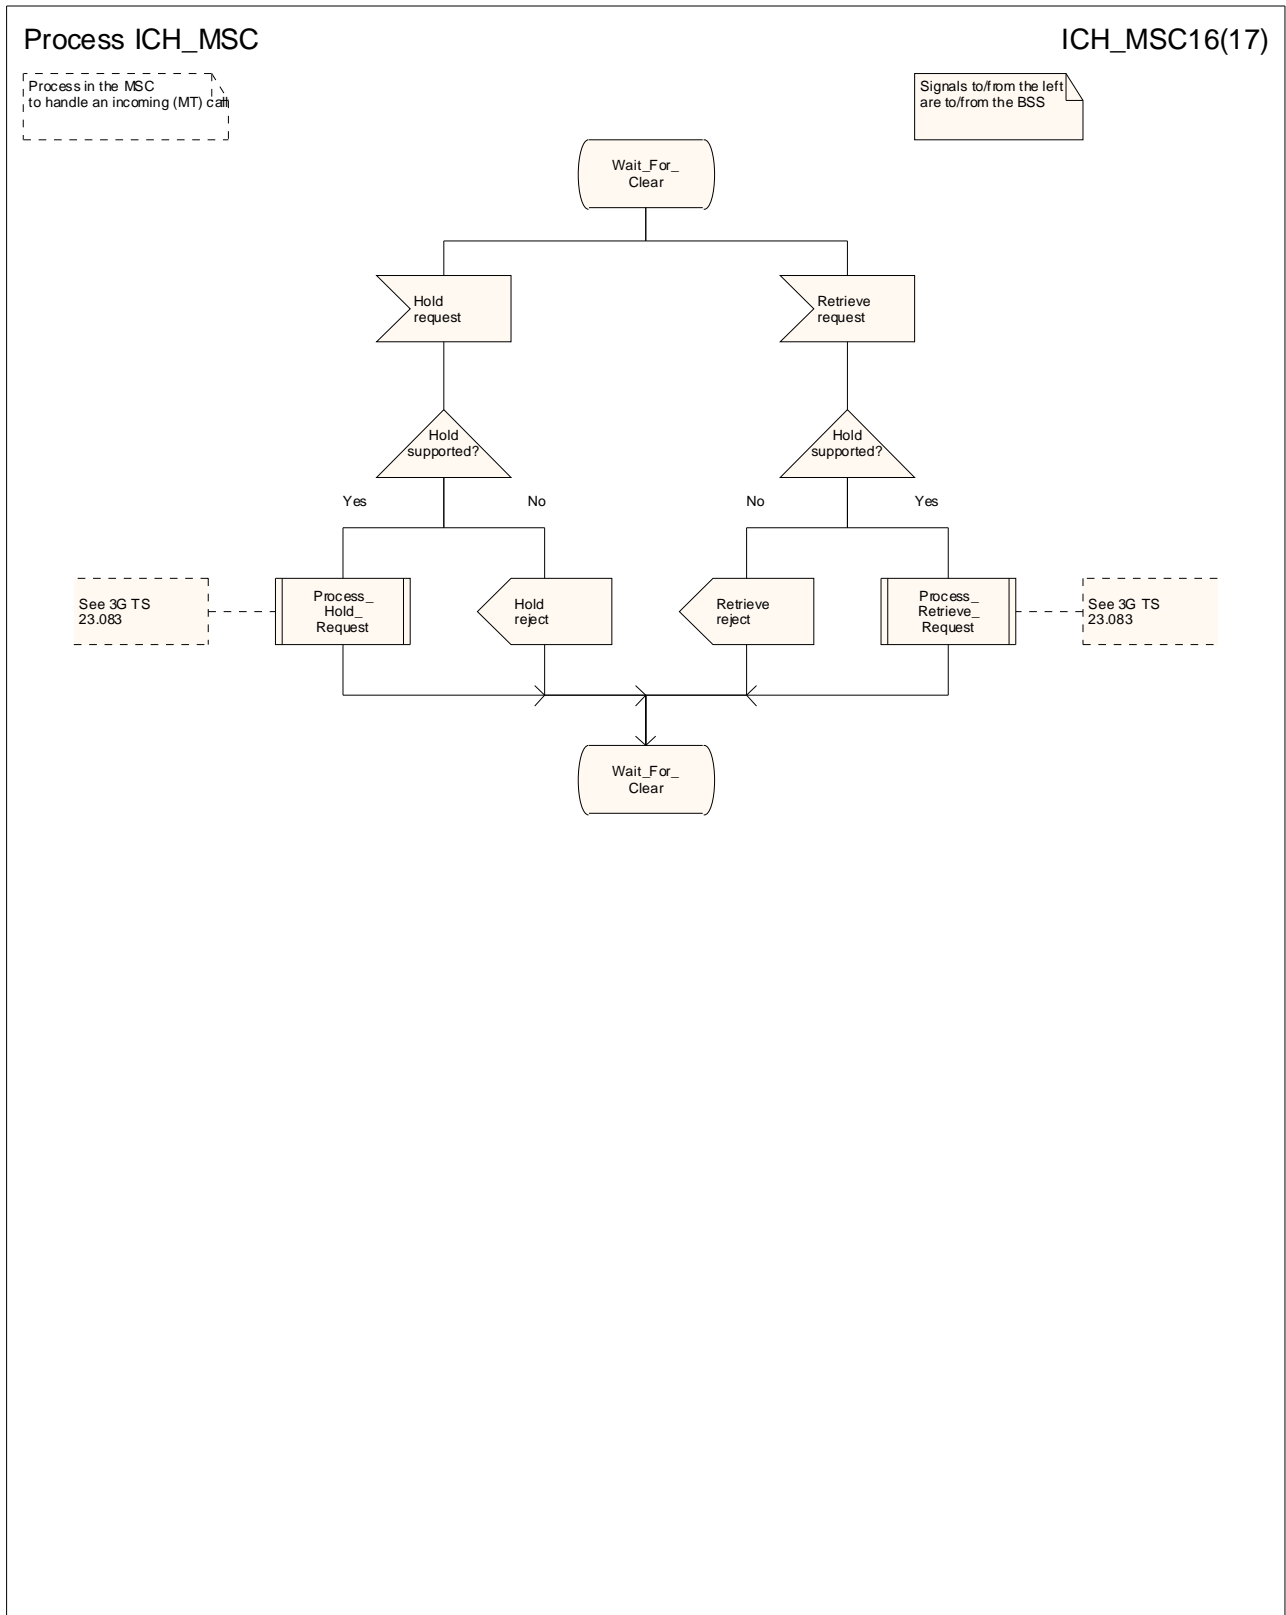 Process ICH_MSC
ICH_MSC16(17)
Process in the MSC
to handle an incoming (MT) call
Signals to/from the left
are to/from the BSS
Wait_For_
Clear
Hold
request
Retrieve
request
Hold
supported?
Hold
supported?
Yes
No
No
Yes
See 3G TS
23.083
Process_
Hold_
Request
Hold
reject
Retrieve
reject
Process_
Retrieve_
Request
See 3G TS
23.083
Wait_For_
Clear